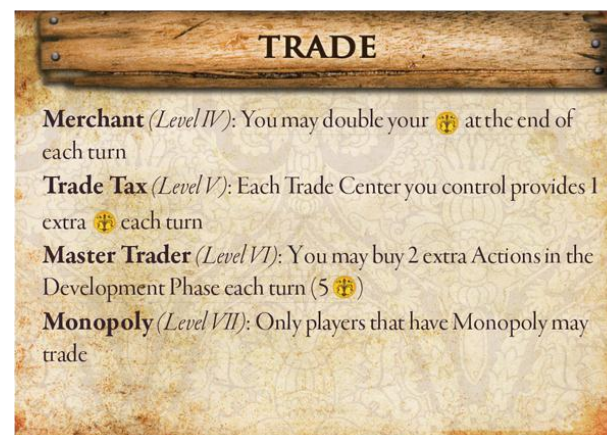 TRADE
Merchant (Level IV): You may double your at the end of
each turn
Trade Tax (Level V): Each Trade Center you control provides 1
extra each turn
Master Trader (Level VI): You may buy 2 extra Actions in the
Development Phase each turn (5 )
Monopoly (Level VII): Only players that have Monopoly may
trade